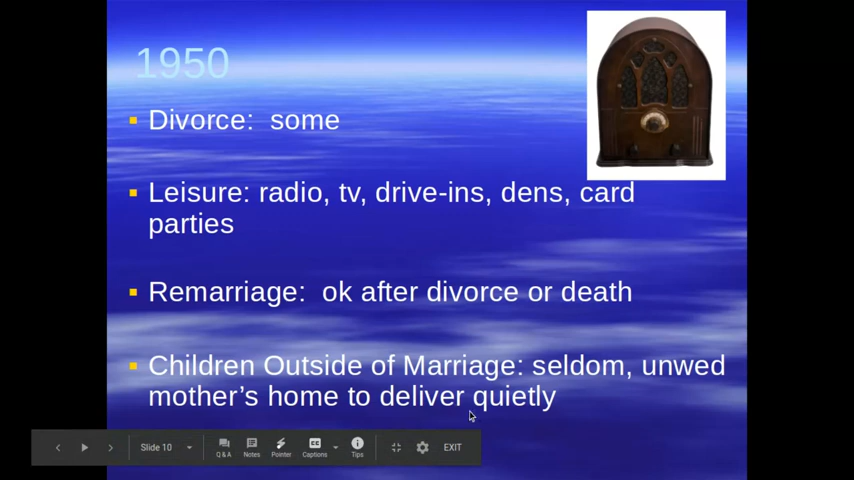 1950
Divorce:  some
Leisure: radio, tv, drive-ins, dens, card
parties
Remarriage:  ok after divorce or death
Children Outside of Marriage: seldom, unwed
mother’s home to deliver quietly
Slide 10
Q & A
Notes
Pointer
CC
Captions
Tips
EXIT